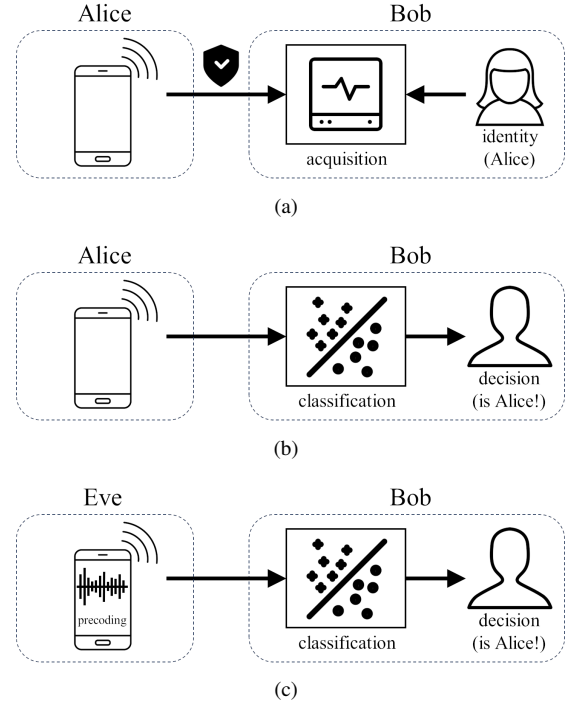 Alice
Bob
acquisition
identity
(Alice)
(a)
Alice
Bob
classification
decision
(is Alice!)
(b)
Eve
Bob
precoding
classification
decision
(is Alice!)
(c)